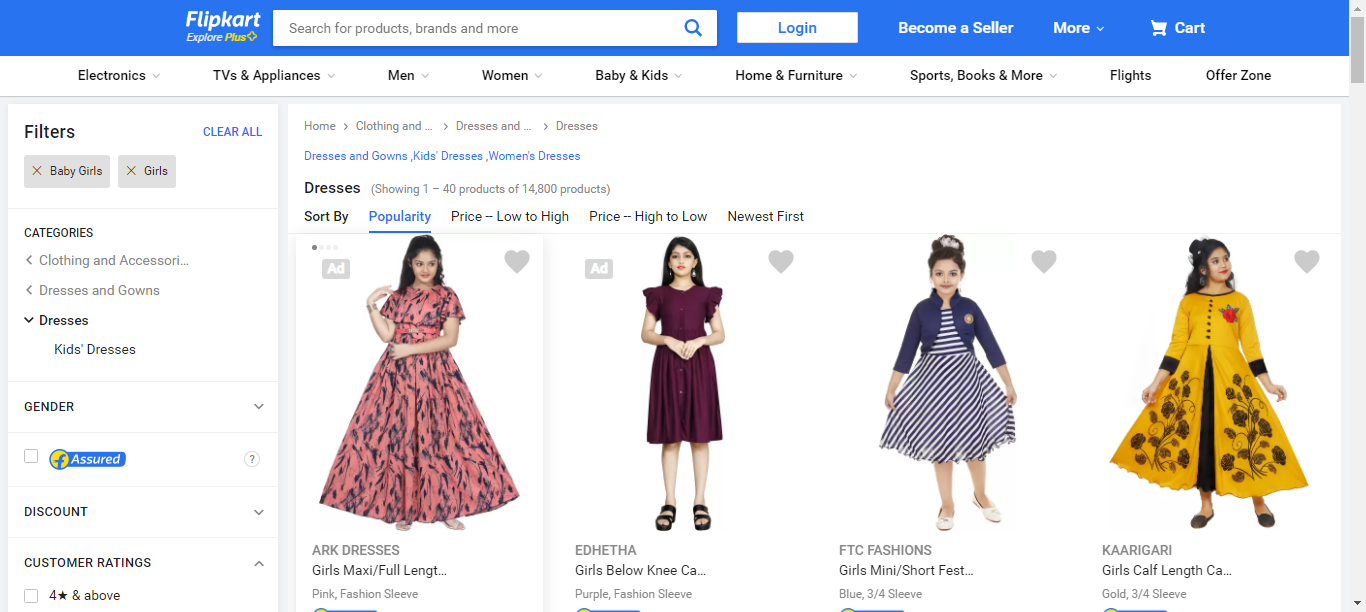 Flipkart
Explore Plus
Search for products, brands and more
Login
Become a Seller
More
Cart
Electronics
TVs & Appliances
Men
Women
Baby & Kids
Home & Furniture
Sports, Books & More
Flights
Offer Zone
Filters
CLEAR ALL
Baby Girls
Girls
CATEGORIES
Clothing and Accessori...
Dresses and Gowns
Dresses
Kids' Dresses
GENDER
Assured
?
DISCOUNT
CUSTOMER RATINGS
4★ & above
Home > Clothing and ... > Dresses and ... > Dresses
Dresses and Gowns ,Kids' Dresses ,Women's Dresses
Dresses (Showing 1 – 40 products of 14,800 products)
Sort By Popularity Price -- Low to High Price -- High to Low Newest First
Ad
ARK DRESSES
Girls Maxi/Full Lengt...
Pink, Fashion Sleeve
Ad
EDHETHA
Girls Below Knee Ca...
Purple, Fashion Sleeve
FTC FASHIONS
Girls Mini/Short Fest...
Blue, 3/4 Sleeve
KAARIGARI
Girls Calf Length Ca...
Gold, 3/4 Sleeve